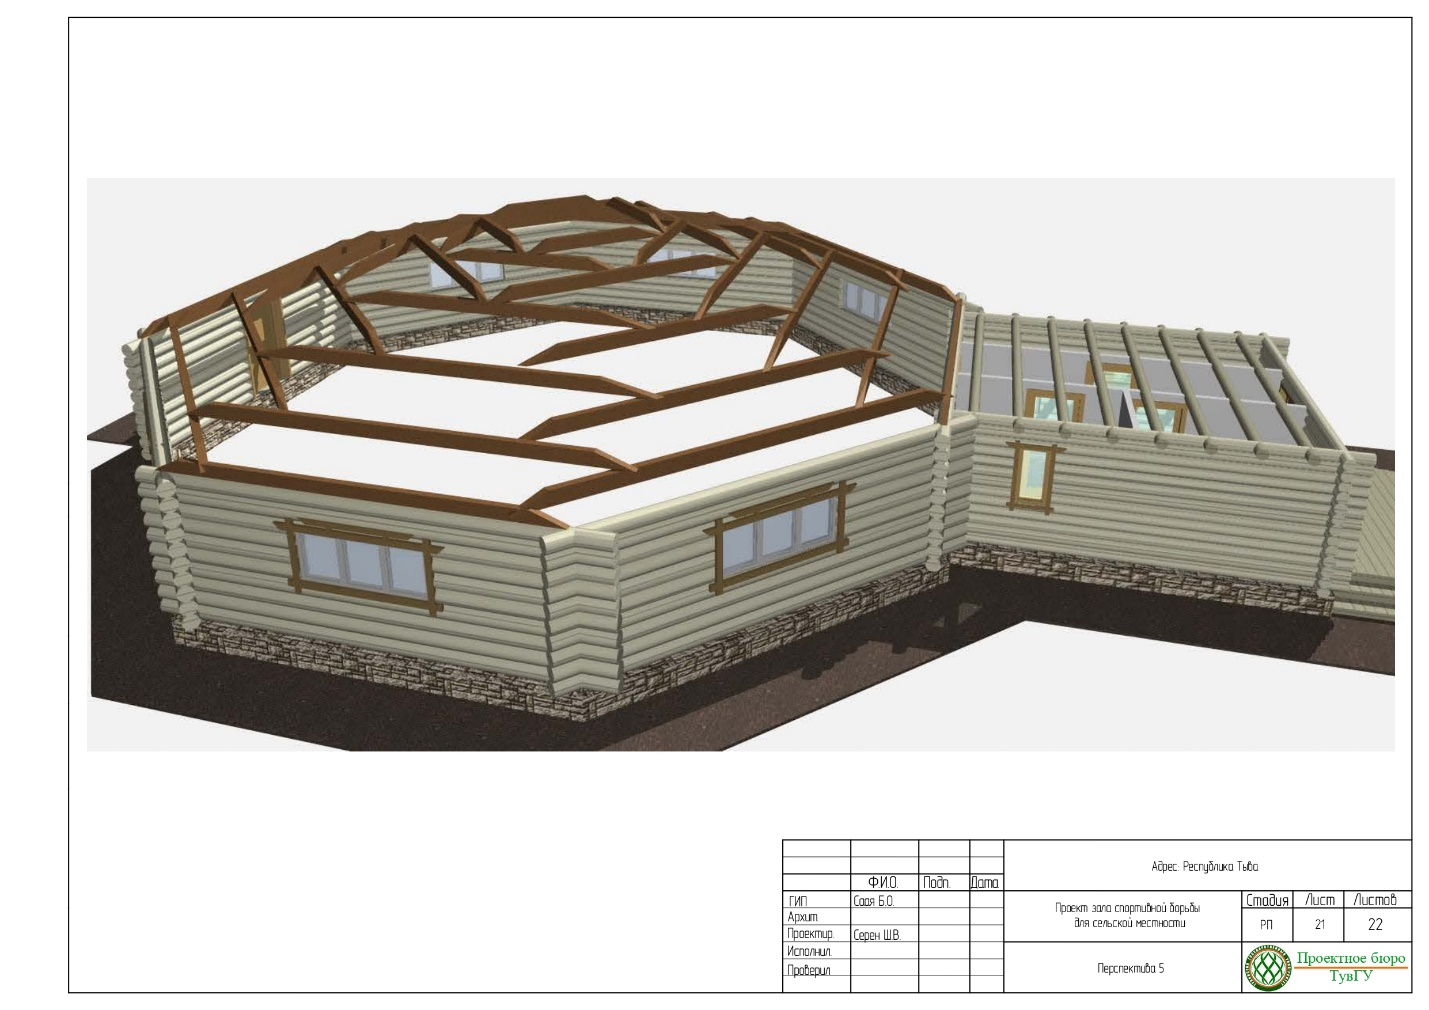 Адрес: Республика Тыва
Ф.И.О. Подп. Дата
ГИП Саая Б.О.
Архит.
Проектир. Серен Ш.В.
Исполнил.
Проверил
Проект зала спортивной борьбы
для сельской местности
Стадия Лист Листов
РП 21 22
Перспектива 5
Проектное бюро
ТувГУ